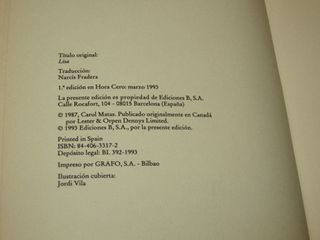 Título original:
Lisa
Traducción:
Narcís Fradera
1.ª edición en Hora Cero: marzo 1993
La presente edición es propiedad de Ediciones B, S.A.
Calle Rocafort, 104 - 08015 Barcelona (España)
© 1987, Carol Matas. Publicado originalmente en Canadá
por Lester & Orpen Dennys Limited.
© 1993 Ediciones B, S.A., por la presente edición.
Printed in Spain
ISBN: 84-406-3317-2
Depósito legal: BI. 392-1993
Impreso por GRAFO, S.A. - Bilbao
Ilustración cubierta:
Jordi Vila